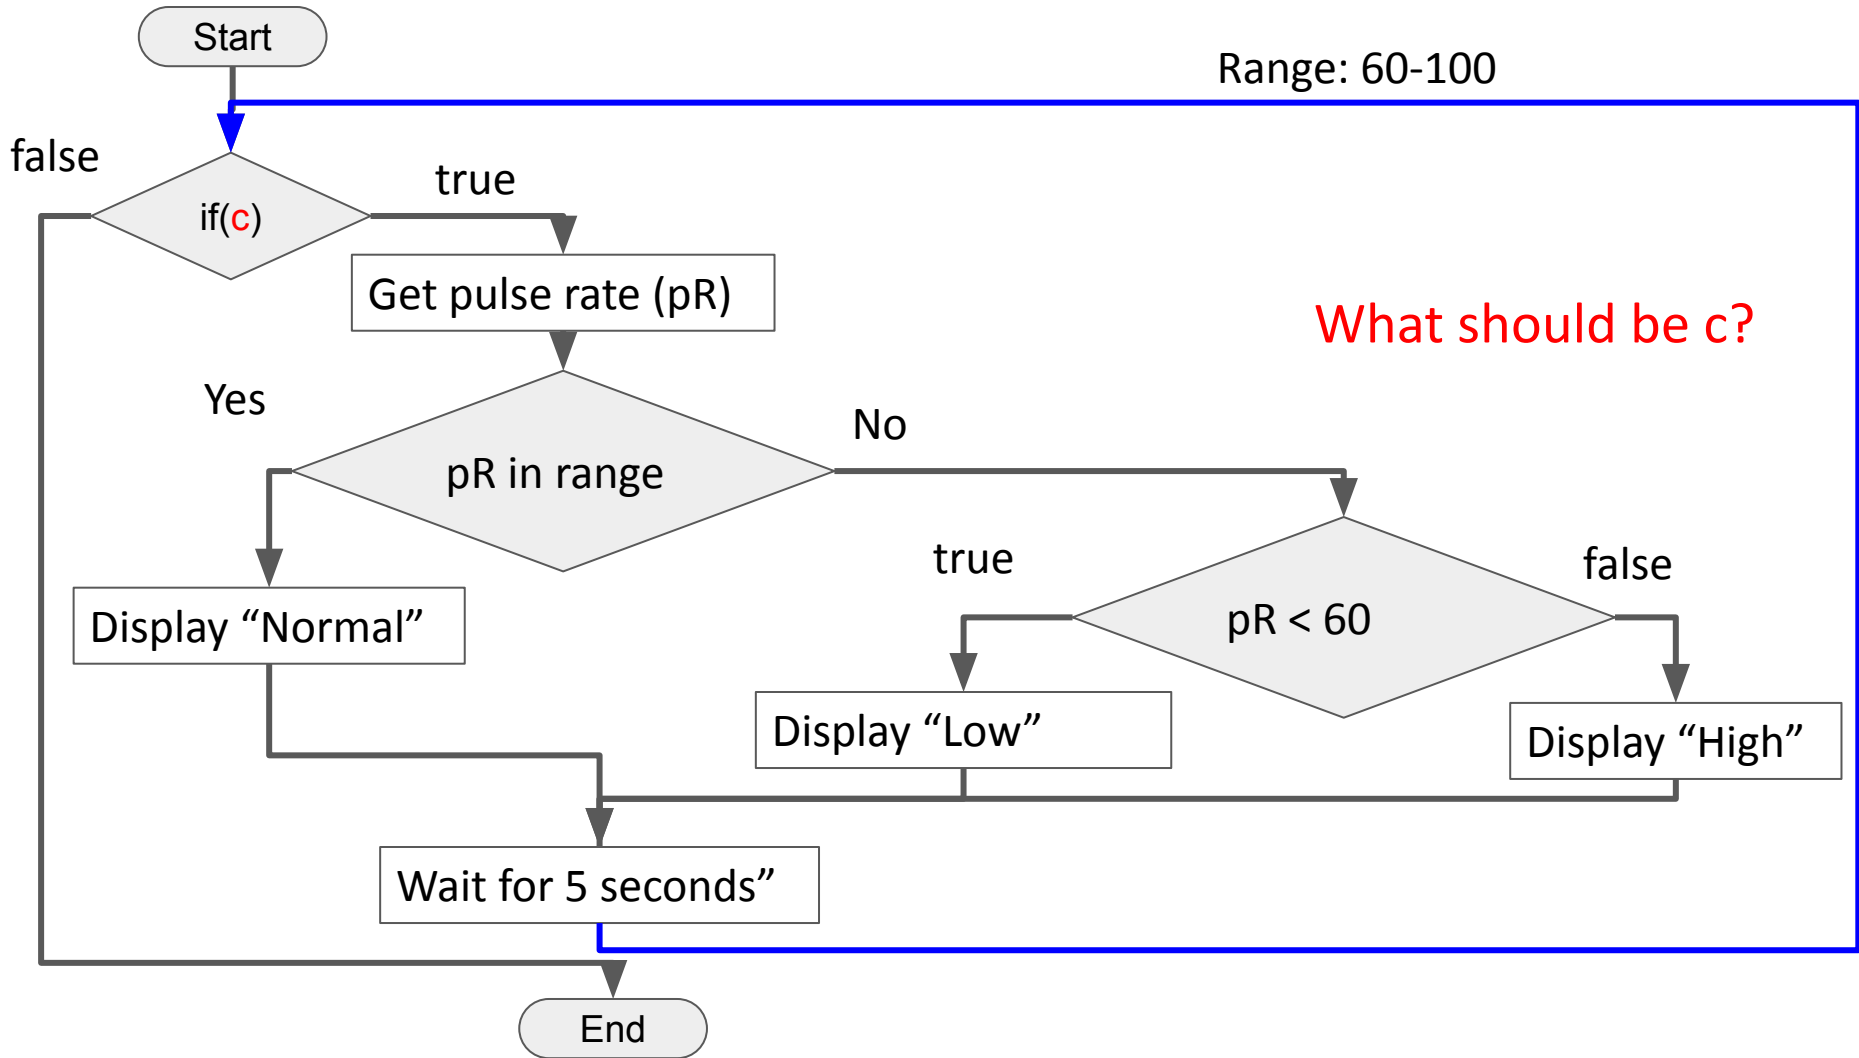 Start
Range: 60-100
false
true
if(c)
Get pulse rate (pR)
What should be c?
Yes
No
pR in range
true
false
Display “Normal”
pR < 60
Display “Low”
Display “High”
Wait for 5 seconds”
End